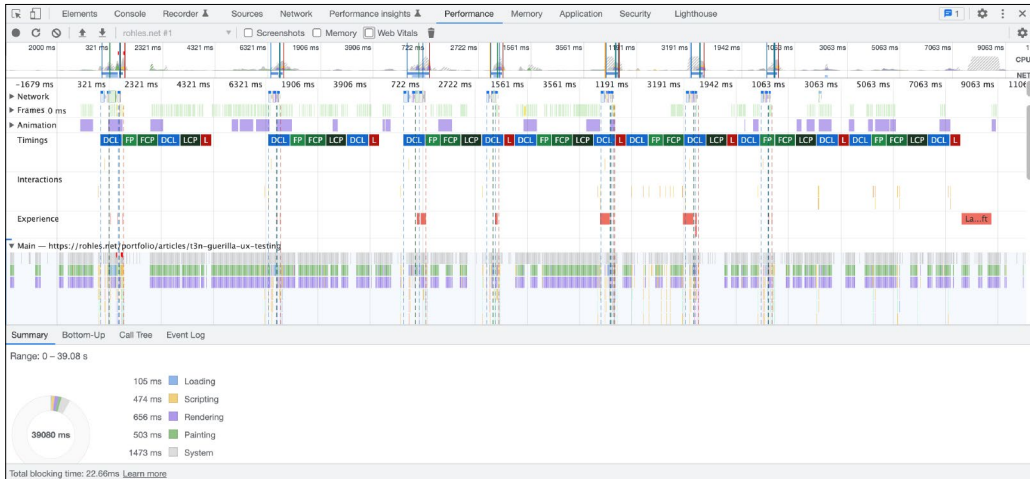 Elements Console Recorder Sources Network Performance insights Performance Memory Application Security Lighthouse 1
rohles.net #1 Screenshots Memory Web Vitals
2000 ms 321 ms 2321 ms 4321 ms 6321 ms 1906 ms 3906 ms 722 ms 2722 ms 1561 ms 3561 ms 1191 ms 3191 ms 1942 ms 1063 ms 3063 ms 5063 ms 7063 ms 9063 ms
CPU
NET
-1679 ms 321 ms 2321 ms 4321 ms 6321 ms 1906 ms 3906 ms 722 ms 2722 ms 1561 ms 3561 ms 1191 ms 3191 ms 1942 ms 1063 ms 3063 ms 5063 ms 7063 ms 9063 ms 1106
Network
Frames 0 ms
Animation
Timings DCL FP FCP DCL LCP L DCL FP FCP LCP DCL L DCL FP FCP LCP DCL L DCL FP FCP LCP DCL L DCL FP FCP LCP DCL L DCL FP FCP LCP DCL L DCL FP FCP LCP DCL L DCL FP FCP LCP DCL L
Interactions
Experience La...ft
Main — https://rohles.net/portfolio/articles/t3n-guerilla-ux-testing
Summary Bottom-Up Call Tree Event Log
Range: 0 – 39.08 s
105 ms Loading
474 ms Scripting
656 ms Rendering
39080 ms
503 ms Painting
1473 ms System
Total blocking time: 22.66ms Learn more